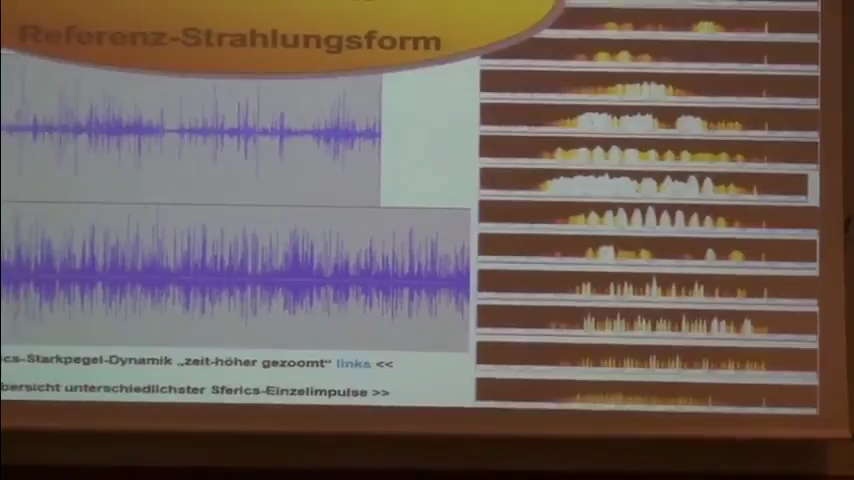 Referenz-Strahlungsform
cs-Starkpegel-Dynamik „zeit-höher gezoomt“ links <<
bersicht unterschiedlichster Sferics-Einzelimpulse >>